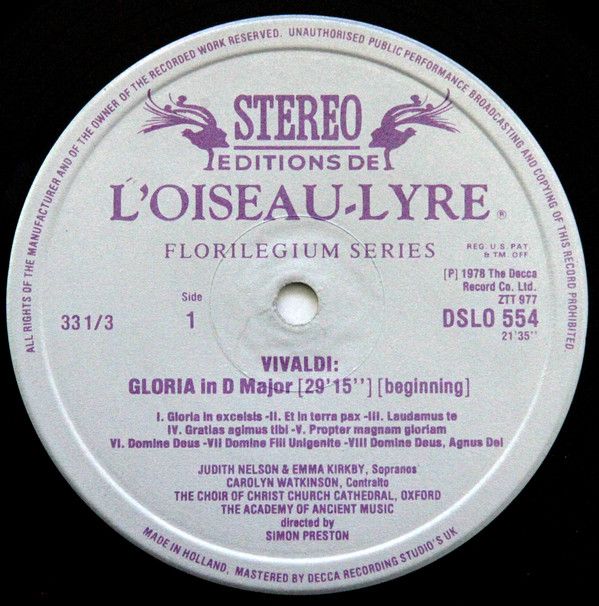 ALL RIGHTS OF THE MANUFACTURER AND OF THE OWNER OF THE RECORDED WORK RESERVED. UNAUTHORISED PUBLIC PERFORMANCE BROADCASTING AND COPYING OF THIS RECORD PROHIBITED
STEREO
EDITIONS DE
L'OISEAU-LYRE ®
FLORILEGIUM SERIES
REG. U.S. PAT.
& TM. OFF.
[P] 1978 The Decca
Record Co. Ltd.
ZTT 977
Side
33 1/3 1 DSLO 554
21'35''
VIVALDI:
GLORIA in D Major [29'15''] [beginning]
I. Gloria in excelsis -II. Et in terra pax -III. Laudamus te
IV. Gratias agimus tibi -V. Propter magnam gloriam
VI. Domine Deus -VII Domine Fili Unigenite -VIII Domine Deus, Agnus Dei
JUDITH NELSON & EMMA KIRKBY, Sopranos
CAROLYN WATKINSON, Contralto
THE CHOIR OF CHRIST CHURCH CATHEDRAL, OXFORD
THE ACADEMY OF ANCIENT MUSIC
directed by
SIMON PRESTON
MADE IN HOLLAND, MASTERED BY DECCA RECORDING STUDIO'S UK